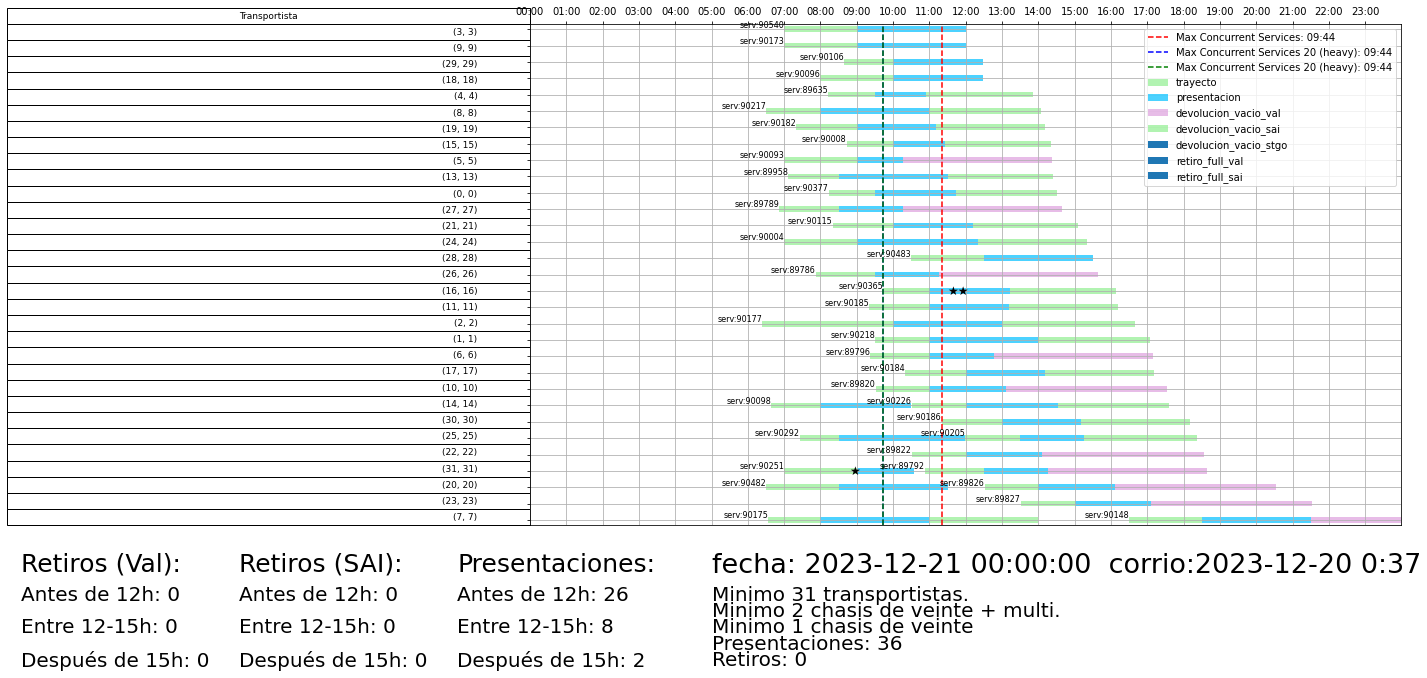 Transportista
00:00 01:00 02:00 03:00 04:00 05:00 06:00 07:00 08:00 09:00 10:00 11:00 12:00 13:00 14:00 15:00 16:00 17:00 18:00 19:00 20:00 21:00 22:00 23:00
(3, 3) serv:90540
(9, 9) serv:90173
(29, 29) serv:90106
(18, 18) serv:90096
(4, 4) serv:89635
(8, 8) serv:90217
(19, 19) serv:90182
(15, 15) serv:90008
(5, 5) serv:90093
(13, 13) serv:89958
(0, 0) serv:90377
(27, 27) serv:89789
(21, 21) serv:90115
(24, 24) serv:90004
(28, 28) serv:90483
(26, 26) serv:89786
(16, 16) serv:90365
(11, 11) serv:90185
(2, 2) serv:90177
(1, 1) serv:90218
(6, 6) serv:89796
(17, 17) serv:90184
(10, 10) serv:89820
(14, 14) serv:90098 serv:90226
(30, 30) serv:90186
(25, 25) serv:90292 serv:90205
(22, 22) serv:89822
(31, 31) serv:90251 serv:89792
(20, 20) serv:90482 serv:89826
(23, 23) serv:89827
(7, 7) serv:90175 serv:90148
Max Concurrent Services: 09:44
Max Concurrent Services 20 (heavy): 09:44
Max Concurrent Services 20 (heavy): 09:44
trayecto
presentacion
devolucion_vacio_val
devolucion_vacio_sai
devolucion_vacio_stgo
retiro_full_val
retiro_full_sai
Retiros (Val):
Antes de 12h: 0
Entre 12-15h: 0
Después de 15h: 0
Retiros (SAI):
Antes de 12h: 0
Entre 12-15h: 0
Después de 15h: 0
Presentaciones:
Antes de 12h: 26
Entre 12-15h: 8
Después de 15h: 2
fecha: 2023-12-21 00:00:00 corrio:2023-12-20 0:37
Minimo 31 transportistas.
Minimo 2 chasis de veinte + multi.
Minimo 1 chasis de veinte
Presentaciones: 36
Retiros: 0